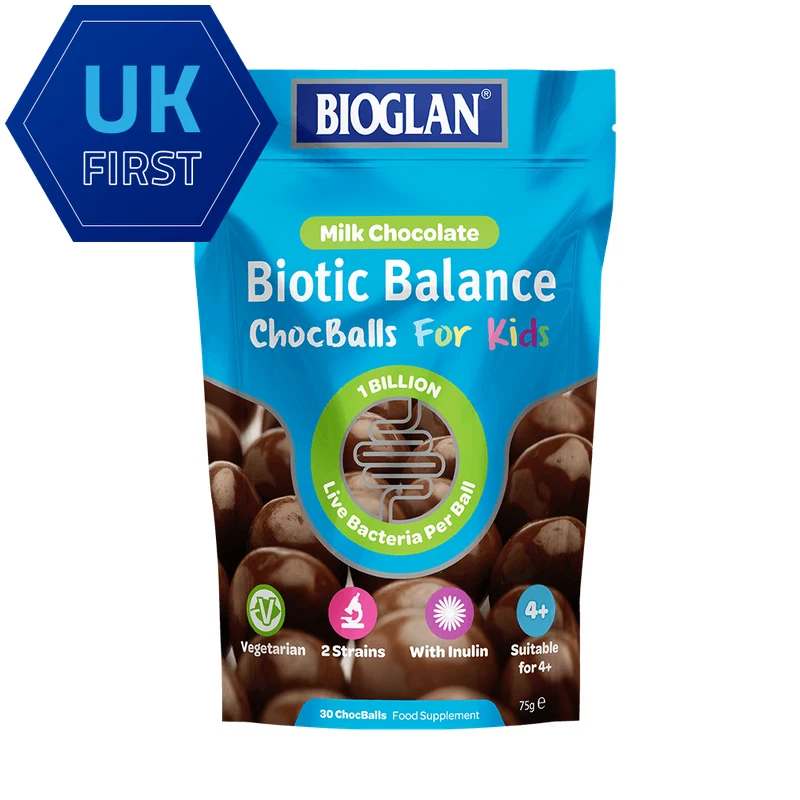 UK
FIRST
BIOGLAN®
Milk Chocolate
Biotic Balance
ChocBalls For Kids
1 BILLION
Live Bacteria Per Ball
Vegetarian
2 Strains
With Inulin
4+
Suitable
for 4+
30 ChocBalls Food Supplement
75g ℮